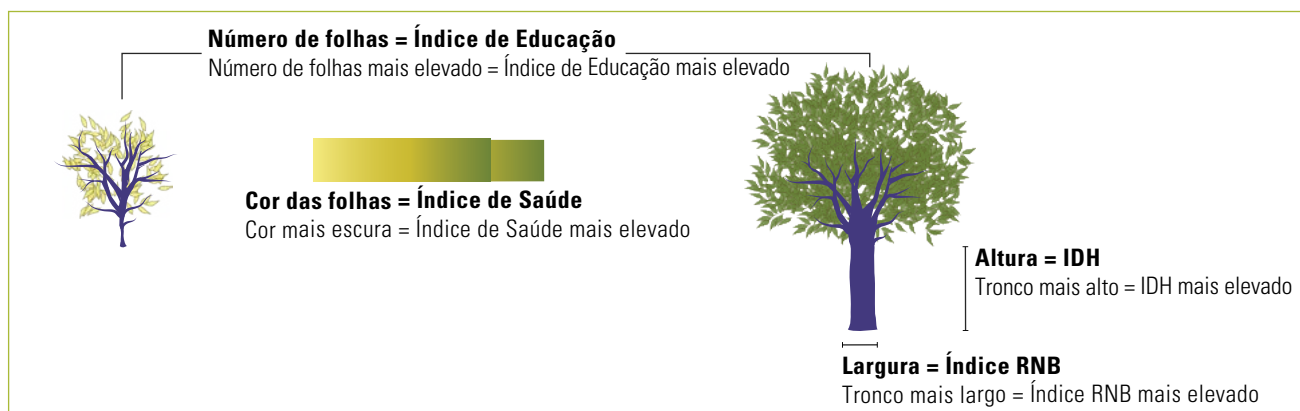 Número de folhas = Índice de Educação
Número de folhas mais elevado = Índice de Educação mais elevado
Cor das folhas = Índice de Saúde
Cor mais escura = Índice de Saúde mais elevado
Altura = IDH
Tronco mais alto = IDH mais elevado
Largura = Índice RNB
Tronco mais largo = Índice RNB mais elevado